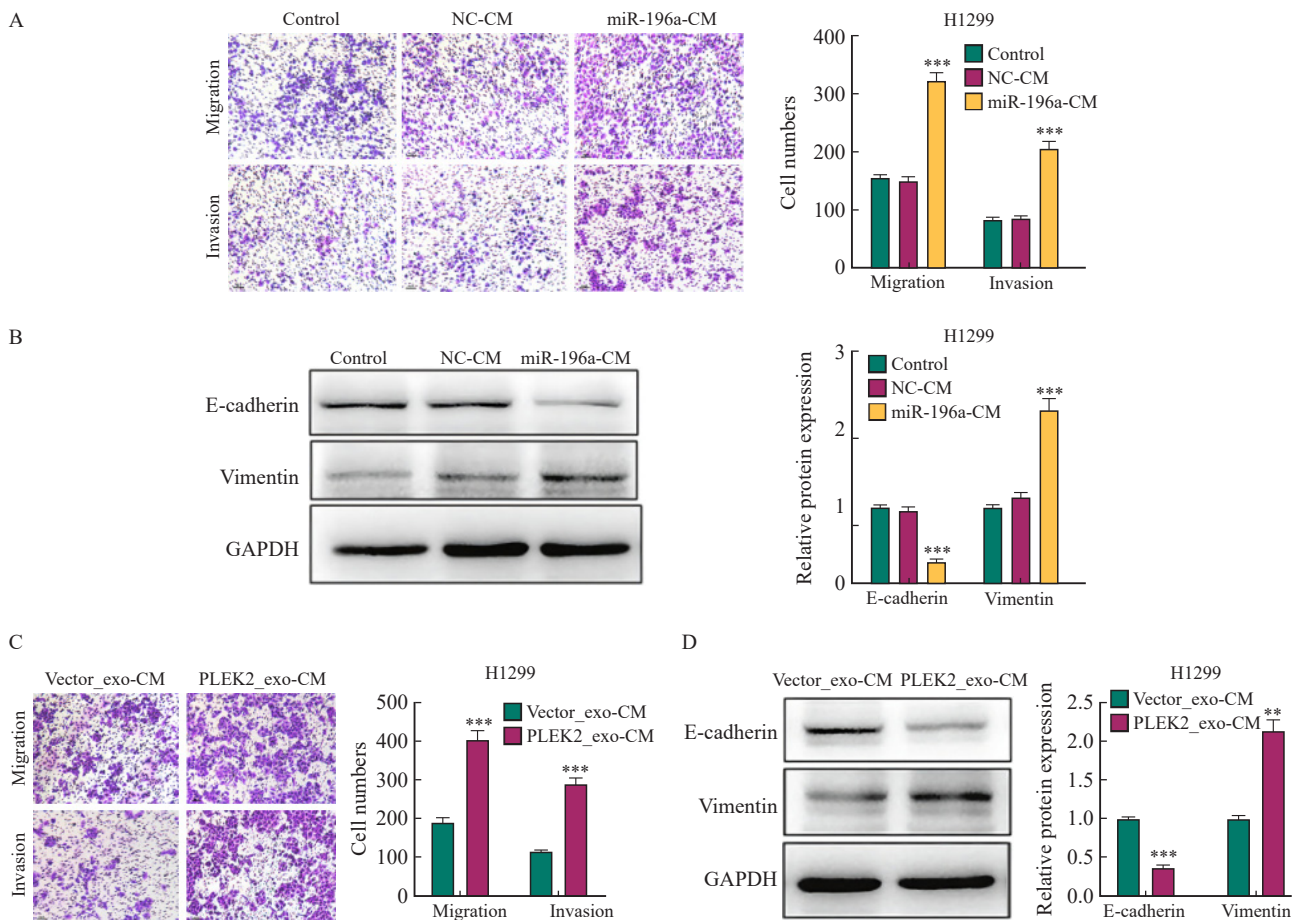 A
Control NC-CM miR-196a-CM
Migration
Invasion
H1299
Cell numbers
400
300
200
100
0
Control
NC-CM
miR-196a-CM
***
***
Migration Invasion
B
Control NC-CM miR-196a-CM
E-cadherin
Vimentin
GAPDH
H1299
Relative protein expression
3
2
1
1
0
Control
NC-CM
miR-196a-CM
***
***
E-cadherin Vimentin
C
Vector_exo-CM PLEK2_exo-CM
Migration
Invasion
H1299
Cell numbers
500
400
300
200
100
0
Vector_exo-CM
PLEK2_exo-CM
***
***
Migration Invasion
D
Vector_exo-CM PLEK2_exo-CM
E-cadherin
Vimentin
GAPDH
H1299
Relative protein expression
2.5
2.0
1.5
1.0
0.5
0
Vector_exo-CM
PLEK2_exo-CM
***
**
E-cadherin Vimentin